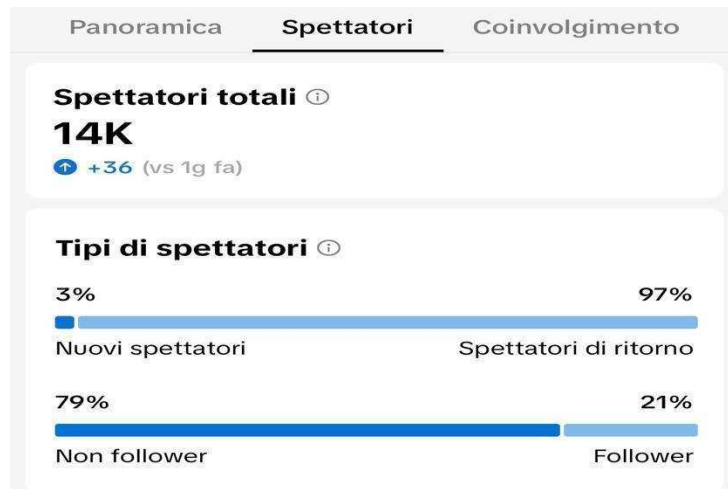 Panoramica Spettatori Coinvolgimento
Spettatori totali
14K
+36 (vs 1g fa)
Tipi di spettatori
3% 97%
Nuovi spettatori Spettatori di ritorno
79% 21%
Non follower Follower